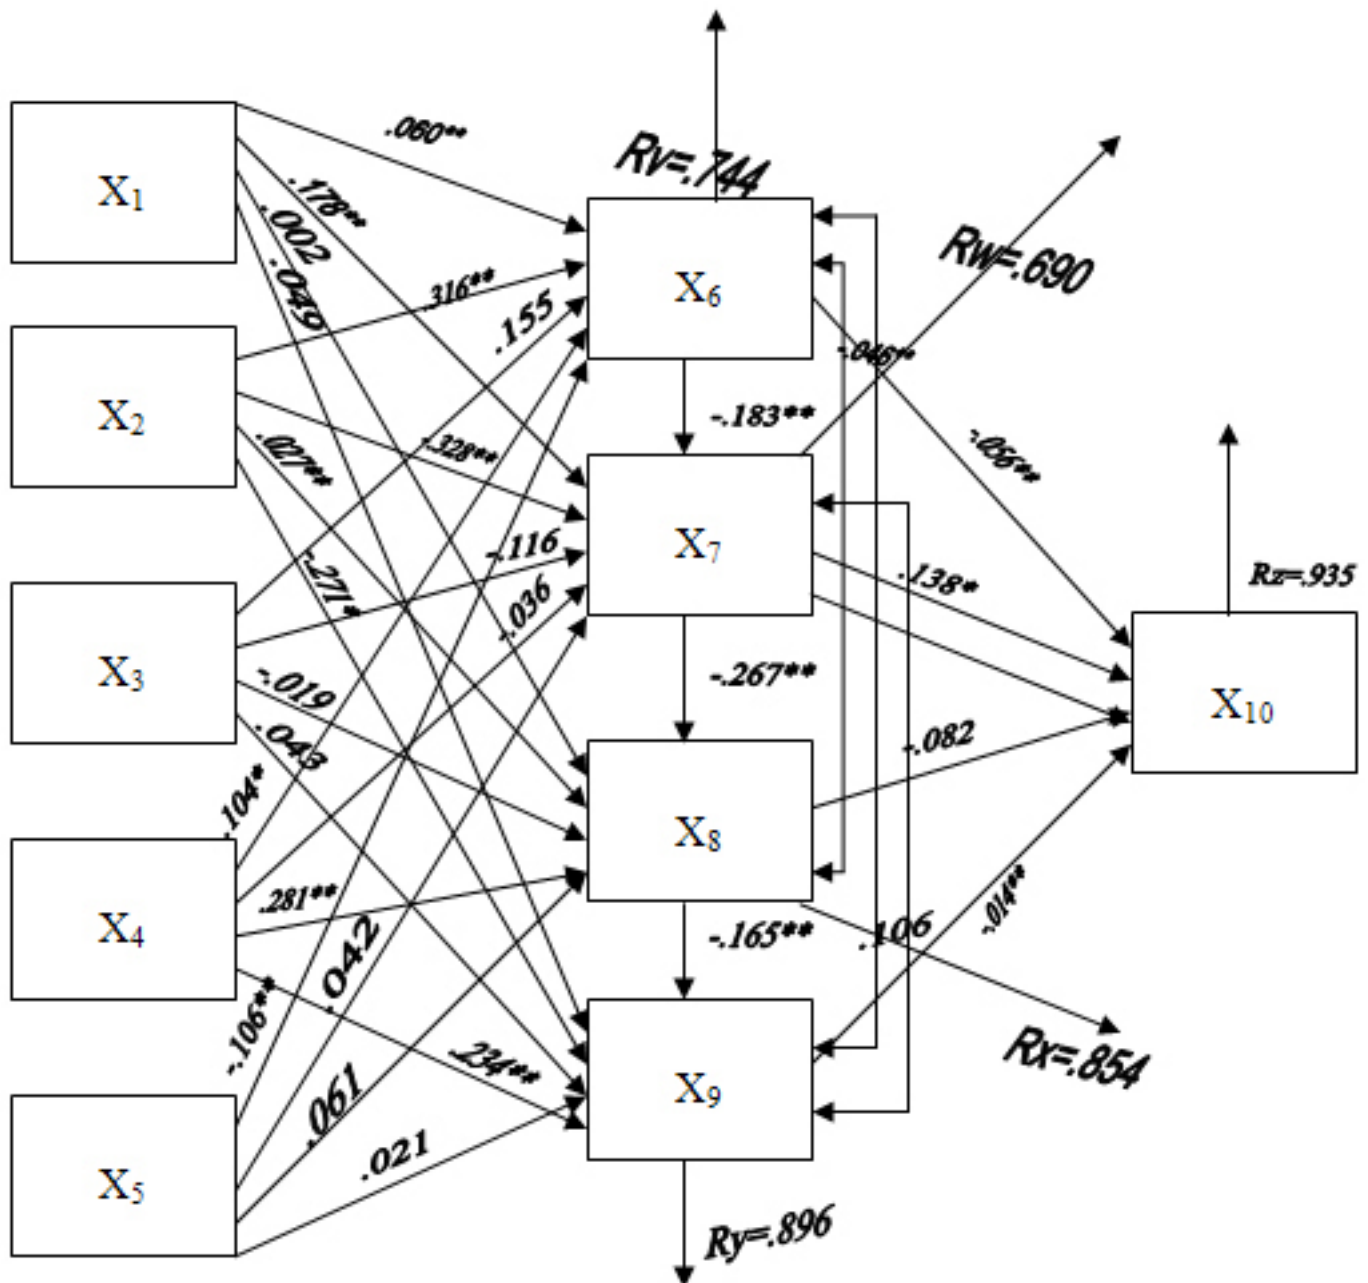 X1
X2
X3
X4
X5
X6
X7
X8
X9
X10
.060**
.178**
.002
.049
.316**
-.328**
.027**
-.271*
.155
-.116
-.019
.043
.104*
-.036
.281**
.234**
-.106**
.042
.061
.021
Rv=.744
Rw=.690
-.046**
-.183**
-.056**
.138*
Rz=.935
-.267**
-.082
-.165**
.106
-.014**
Rx=.854
Ry=.896